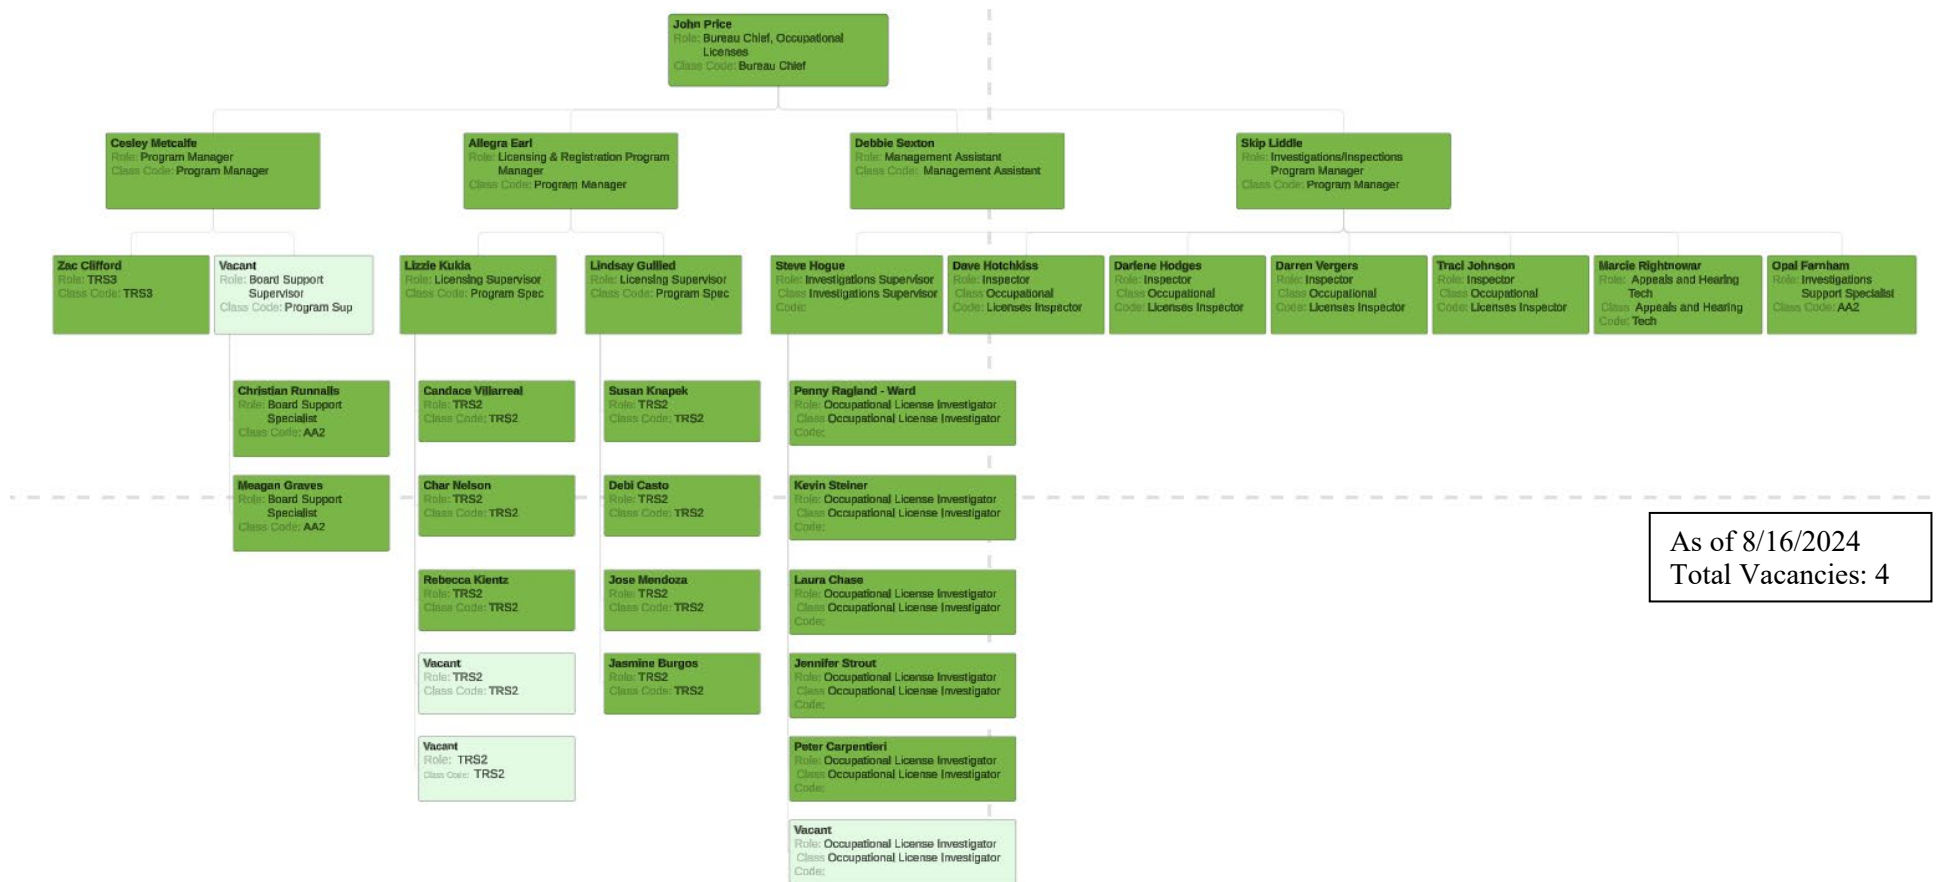 John Price
Role: Bureau Chief, Occupational
Licenses
Class Code: Bureau Chief
Cesley Metcalfe
Role: Program Manager
Class Code: Program Manager
Allegra Earl
Role: Licensing & Registration Program
Manager
Class Code: Program Manager
Debbie Sexton
Role: Management Assistant
Class Code: Management Assistant
Skip Liddle
Role: Investigations/Inspections
Program Manager
Class Code: Program Manager
Zac Clifford
Role: TRS3
Class Code: TRS3
Vacant
Role: Board Support
Supervisor
Class Code: Program Sup
Lizzie Kukla
Role: Licensing Supervisor
Class Code: Program Spec
Lindsay Gullied
Role: Licensing Supervisor
Class Code: Program Spec
Steve Hogue
Role: Investigations Supervisor
Class Investigations Supervisor
Code:
Dave Hotchkiss
Role: Inspector
Class Occupational
Code: Licenses Inspector
Darlene Hodges
Role: Inspector
Class Occupational
Code: Licenses Inspector
Darren Vergers
Role: Inspector
Class Occupational
Code: Licenses Inspector
Traci Johnson
Role: Inspector
Class Occupational
Code: Licenses Inspector
Marcie Rightnowar
Role: Appeals and Hearing
Tech
Class Appeals and Hearing
Code: Tech
Opal Farnham
Role: Investigations
Support Specialist
Class Code: AA2
Christian Runnalls
Role: Board Support
Specialist
Class Code: AA2
Meagan Graves
Role: Board Support
Specialist
Class Code: AA2
Candace Villarreal
Role: TRS2
Class Code: TRS2
Char Nelson
Role: TRS2
Class Code: TRS2
Rebecca Kientz
Role: TRS2
Class Code: TRS2
Vacant
Role: TRS2
Class Code: TRS2
Vacant
Role: TRS2
Class Code: TRS2
Susan Knapek
Role: TRS2
Class Code: TRS2
Debi Casto
Role: TRS2
Class Code: TRS2
Jose Mendoza
Role: TRS2
Class Code: TRS2
Jasmine Burgos
Role: TRS2
Class Code: TRS2
Penny Ragland - Ward
Role: Occupational License Investigator
Class Occupational License Investigator
Code:
Kevin Steiner
Role: Occupational License Investigator
Class Occupational License Investigator
Code:
Laura Chase
Role: Occupational License Investigator
Class Occupational License Investigator
Code:
Jennifer Strout
Role: Occupational License Investigator
Class Occupational License Investigator
Code:
Peter Carpentieri
Role: Occupational License Investigator
Class Occupational License Investigator
Code:
Vacant
Role: Occupational License Investigator
Class Occupational License Investigator
Code:
As of 8/16/2024
Total Vacancies: 4